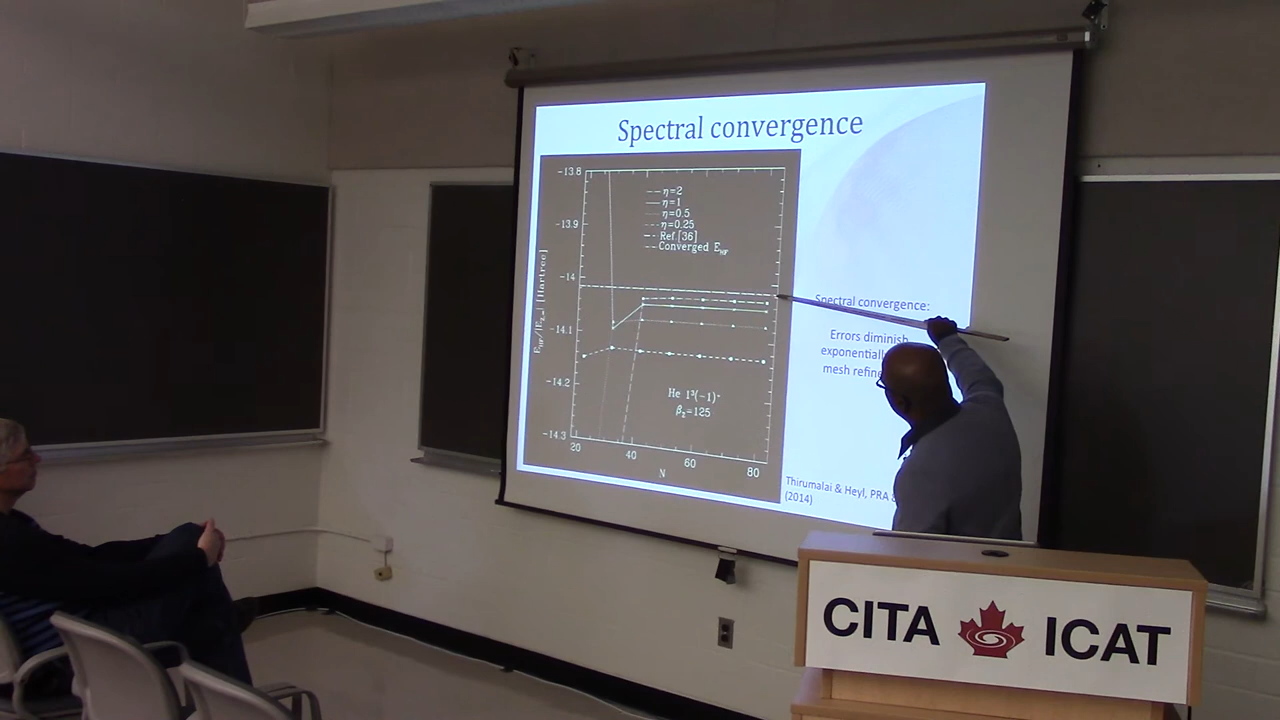 Spectral convergence
-13.8
-13.9
-14
-14.1
-14.2
-14.3
η=2
η=1
η=0.5
η=0.25
Ref.[36]
Converged E_HF
He 1³(-1)⁺
β_Z=125
20
40
60
80
N
[Hartree]
Spectral convergence:
Errors diminish
exponentially
mesh
Thirumalai & Heyl, PRA
(2014)
CITA ICAT